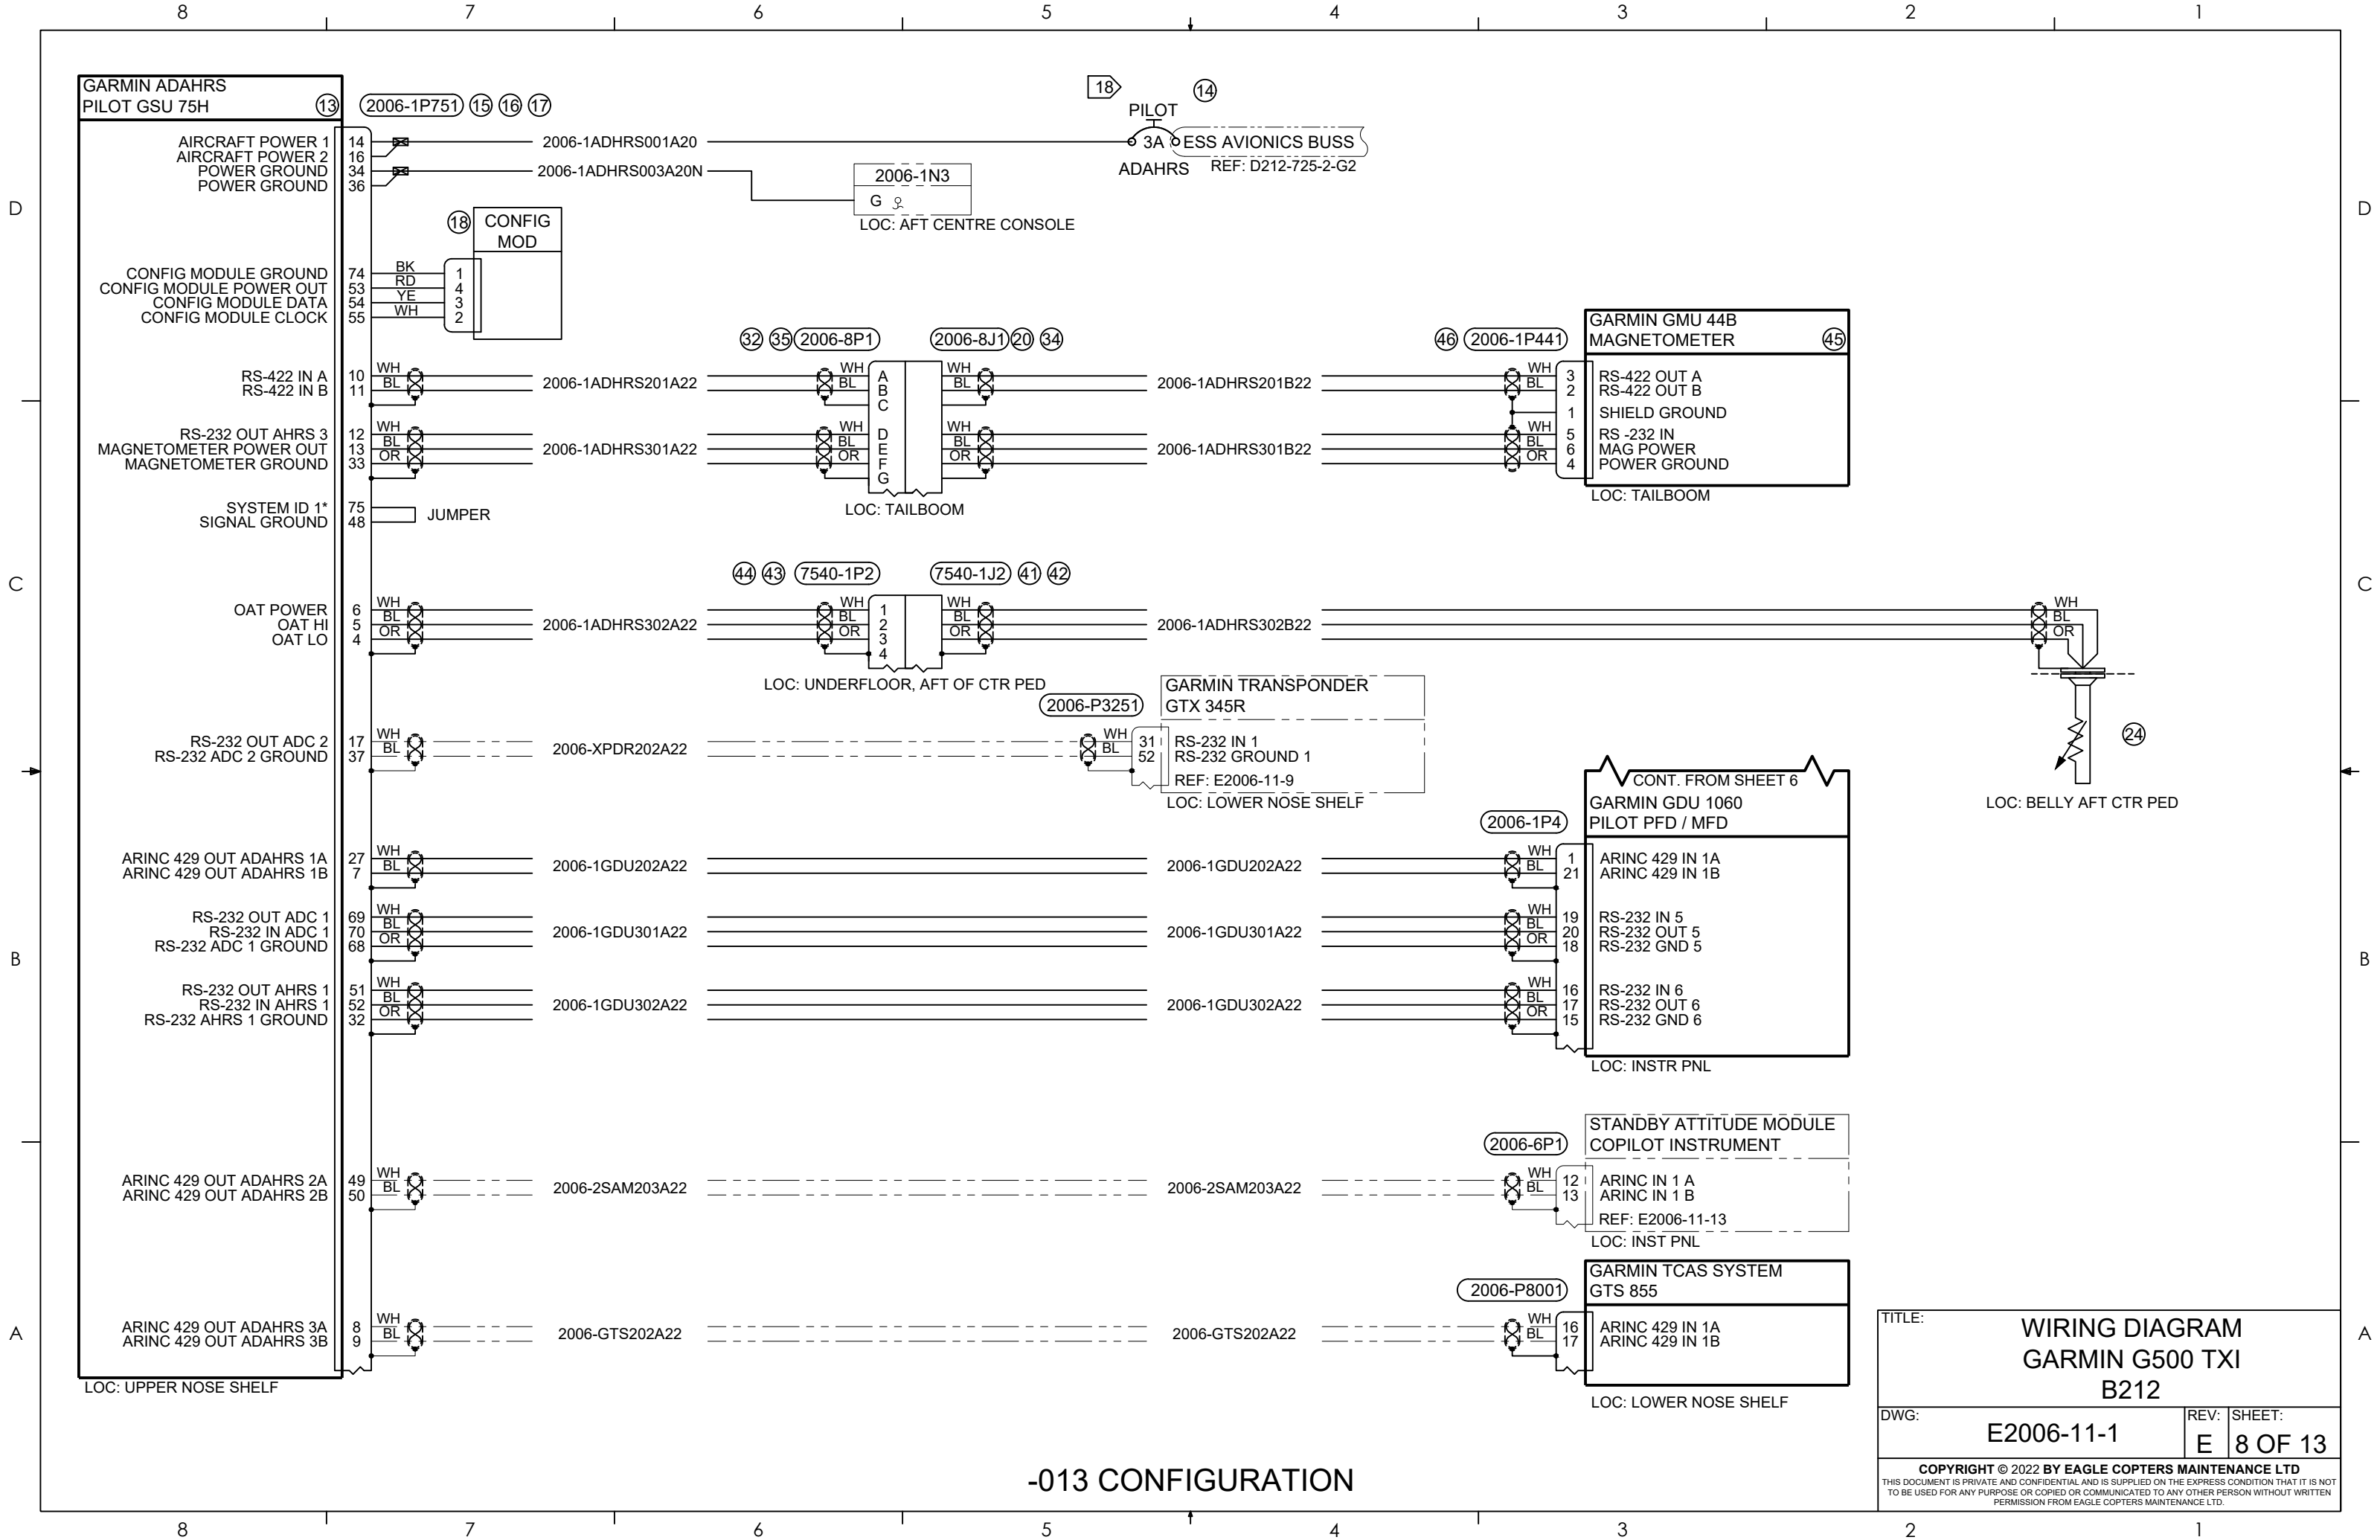 8 7 6 5 4 3 2 1
GARMIN ADAHRS
PILOT GSU 75H
13
2006-1P751 15 16 17
AIRCRAFT POWER 1 14
AIRCRAFT POWER 2 16
POWER GROUND 34
POWER GROUND 36
2006-1ADHRS001A20
2006-1ADHRS003A20N
18
14
PILOT
3A
ADAHRS
ESS AVIONICS BUSS
REF: D212-725-2-G2
2006-1N3
G
LOC: AFT CENTRE CONSOLE
D
D
18
CONFIG
MOD
CONFIG MODULE GROUND 74 BK 1
CONFIG MODULE POWER OUT 53 RD 4
CONFIG MODULE DATA 54 YE 3
CONFIG MODULE CLOCK 55 WH 2
32 35 2006-8P1
2006-8J1 20 34
46 2006-1P441
GARMIN GMU 44B
MAGNETOMETER 45
RS-422 IN A 10 WH 2006-1ADHRS201A22 WH A WH 2006-1ADHRS201B22 WH 3 RS-422 OUT A
RS-422 IN B 11 BL BL B BL BL 2 RS-422 OUT B
C 1 SHIELD GROUND
RS-232 OUT AHRS 3 12 WH WH D WH WH 5 RS -232 IN
MAGNETOMETER POWER OUT 13 BL 2006-1ADHRS301A22 BL E BL 2006-1ADHRS301B22 BL 6 MAG POWER
MAGNETOMETER GROUND 33 OR OR F OR OR 4 POWER GROUND
G
LOC: TAILBOOM
LOC: TAILBOOM
SYSTEM ID 1* 75
SIGNAL GROUND 48
JUMPER
44 43 7540-1P2
7540-1J2 41 42
C
C
OAT POWER 6 WH WH 1 WH WH
OAT HI 5 BL 2006-1ADHRS302A22 BL 2 BL 2006-1ADHRS302B22 BL
OAT LO 4 OR OR 3 OR OR
4
LOC: UNDERFLOOR, AFT OF CTR PED
24
LOC: BELLY AFT CTR PED
2006-P3251
GARMIN TRANSPONDER
GTX 345R
RS-232 OUT ADC 2 17 WH 2006-XPDR202A22 WH 31 RS-232 IN 1
RS-232 ADC 2 GROUND 37 BL BL 52 RS-232 GROUND 1
REF: E2006-11-9
LOC: LOWER NOSE SHELF
CONT. FROM SHEET 6
GARMIN GDU 1060
PILOT PFD / MFD
2006-1P4
ARINC 429 OUT ADAHRS 1A 27 WH 2006-1GDU202A22 2006-1GDU202A22 WH 1 ARINC 429 IN 1A
ARINC 429 OUT ADAHRS 1B 7 BL BL 21 ARINC 429 IN 1B
RS-232 OUT ADC 1 69 WH WH 19 RS-232 IN 5
RS-232 IN ADC 1 70 BL 2006-1GDU301A22 2006-1GDU301A22 BL 20 RS-232 OUT 5
RS-232 ADC 1 GROUND 68 OR OR 18 RS-232 GND 5
B
B
RS-232 OUT AHRS 1 51 WH WH 16 RS-232 IN 6
RS-232 IN AHRS 1 52 BL 2006-1GDU302A22 2006-1GDU302A22 BL 17 RS-232 OUT 6
RS-232 AHRS 1 GROUND 32 OR OR 15 RS-232 GND 6
LOC: INSTR PNL
2006-6P1
STANDBY ATTITUDE MODULE
COPILOT INSTRUMENT
ARINC 429 OUT ADAHRS 2A 49 WH 2006-2SAM203A22 2006-2SAM203A22 WH 12 ARINC IN 1 A
ARINC 429 OUT ADAHRS 2B 50 BL BL 13 ARINC IN 1 B
REF: E2006-11-13
LOC: INST PNL
2006-P8001
GARMIN TCAS SYSTEM
GTS 855
ARINC 429 OUT ADAHRS 3A 8 WH 2006-GTS202A22 2006-GTS202A22 WH 16 ARINC 429 IN 1A
ARINC 429 OUT ADAHRS 3B 9 BL BL 17 ARINC 429 IN 1B
A
A
LOC: UPPER NOSE SHELF
LOC: LOWER NOSE SHELF
TITLE:
WIRING DIAGRAM
GARMIN G500 TXI
B212
DWG:
E2006-11-1
REV:
E
SHEET:
8 OF 13
-013 CONFIGURATION
COPYRIGHT © 2022 BY EAGLE COPTERS MAINTENANCE LTD
THIS DOCUMENT IS PRIVATE AND CONFIDENTIAL AND IS SUPPLIED ON THE EXPRESS CONDITION THAT IT IS NOT
TO BE USED FOR ANY PURPOSE OR COPIED OR COMMUNICATED TO ANY OTHER PERSON WITHOUT WRITTEN
PERMISSION FROM EAGLE COPTERS MAINTENANCE LTD.
8 7 6 5 4 3 2 1